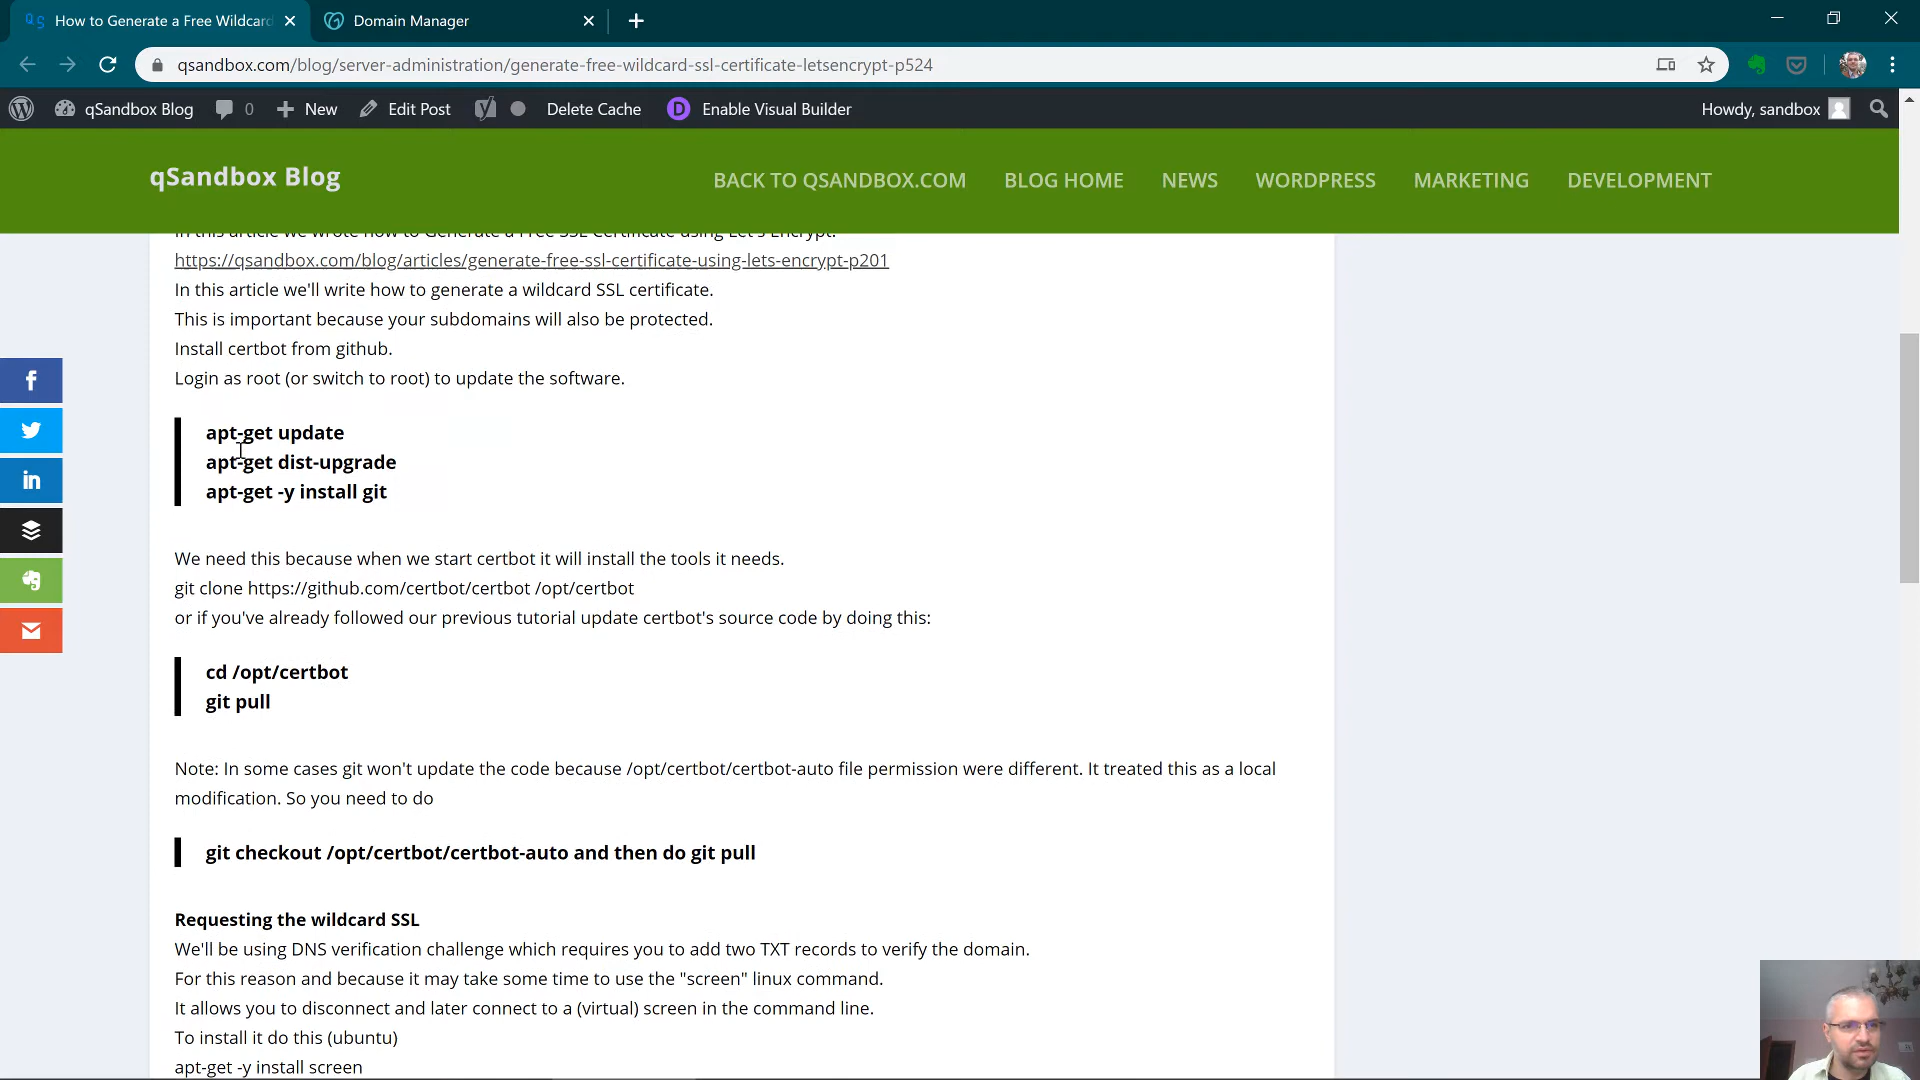 How to Generate a Free Wildcard
Domain Manager
qsandbox.com/blog/server-administration/generate-free-wildcard-ssl-certificate-letsencrypt-p524
qSandbox Blog
0
New
Edit Post
Delete Cache
D
Enable Visual Builder
Howdy, sandbox
qSandbox Blog
BACK TO QSANDBOX.COM
BLOG HOME
NEWS
WORDPRESS
MARKETING
DEVELOPMENT
In this article we wrote how to Generate a Free SSL Certificate using Let's Encrypt.
https://qsandbox.com/blog/articles/generate-free-ssl-certificate-using-lets-encrypt-p201
In this article we'll write how to generate a wildcard SSL certificate.
This is important because your subdomains will also be protected.
Install certbot from github.
Login as root (or switch to root) to update the software.
apt-get update
apt-get dist-upgrade
apt-get -y install git
We need this because when we start certbot it will install the tools it needs.
git clone https://github.com/certbot/certbot /opt/certbot
or if you've already followed our previous tutorial update certbot's source code by doing this:
cd /opt/certbot
git pull
Note: In some cases git won't update the code because /opt/certbot/certbot-auto file permission were different. It treated this as a local
modification. So you need to do
git checkout /opt/certbot/certbot-auto and then do git pull
Requesting the wildcard SSL
We'll be using DNS verification challenge which requires you to add two TXT records to verify the domain.
For this reason and because it may take some time to use the "screen" linux command.
It allows you to disconnect and later connect to a (virtual) screen in the command line.
To install it do this (ubuntu)
apt-get -y install screen